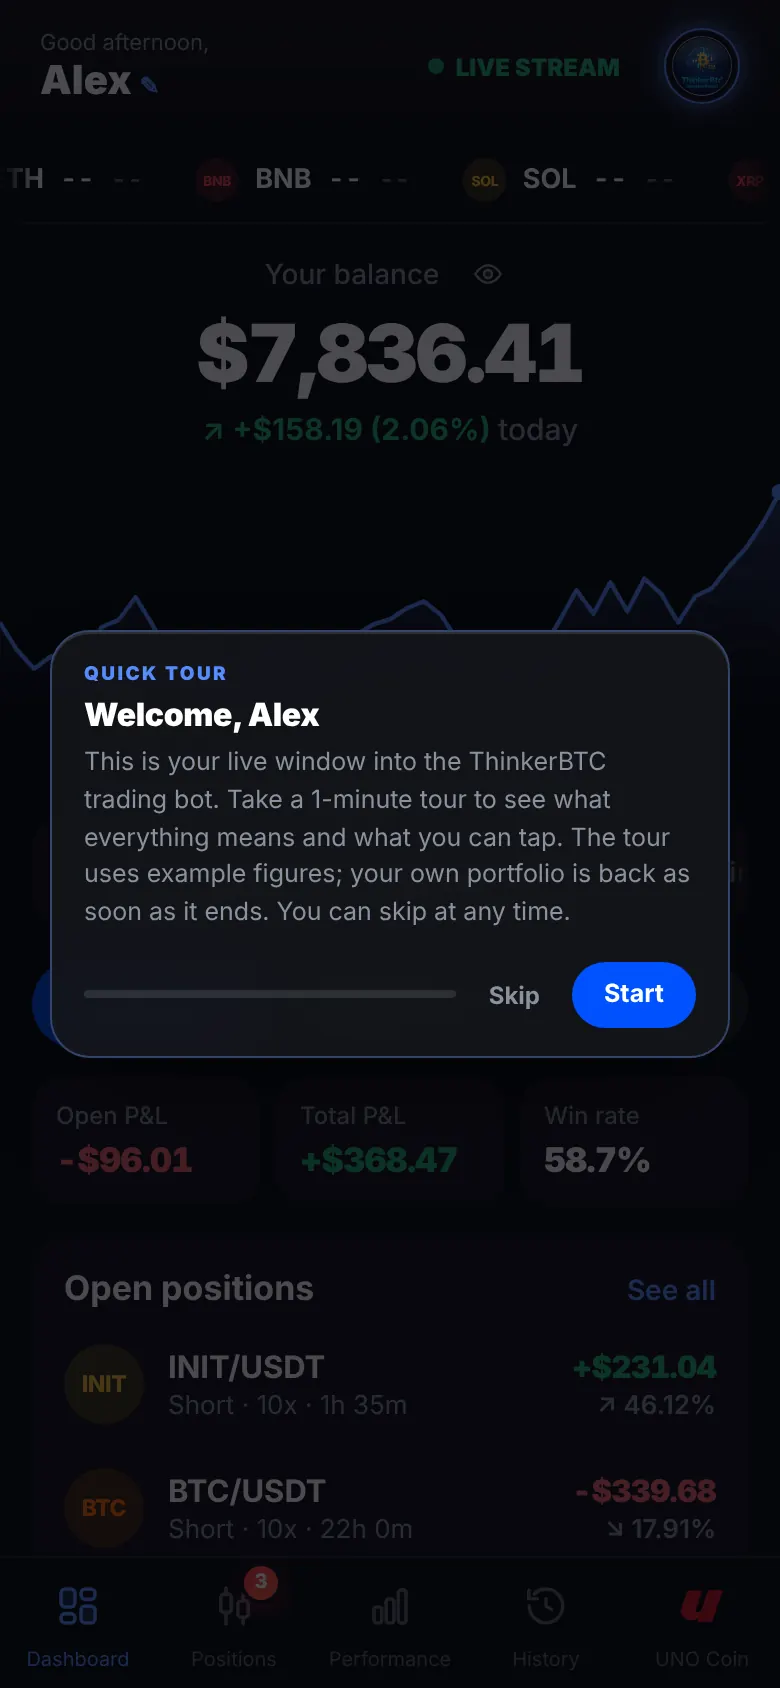 Good afternoon,
Alex
LIVE STREAM
TH -- --
BNB BNB -- --
SOL SOL -- --
XRP
Your balance
$7,836.41
+$158.19 (2.06%) today
QUICK TOUR
Welcome, Alex
This is your live window into the ThinkerBTC
trading bot. Take a 1-minute tour to see what
everything means and what you can tap. The tour
uses example figures; your own portfolio is back as
soon as it ends. You can skip at any time.
Skip
Start
Open P&L
-$96.01
Total P&L
+$368.47
Win rate
58.7%
Open positions
See all
INIT
INIT/USDT
Short · 10x · 1h 35m
+$231.04
46.12%
BTC
BTC/USDT
Short · 10x · 22h 0m
-$339.68
17.91%
3
Dashboard
Positions
Performance
History
UNO Coin